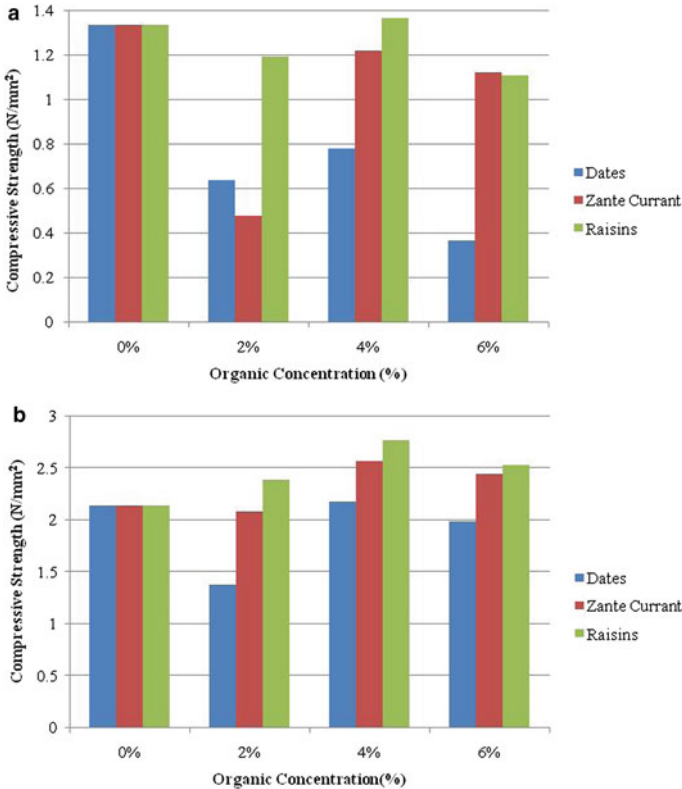 a
1.4
1.2
1
0.8
0.6
0.4
0.2
0
Compressive Strength (N/mm²)
0%
2%
4%
6%
Organic Concentration (%)
Dates
Zante Currant
Raisins
b
3
2.5
2
1.5
1
0.5
0
Compressive Strength (N/mm²)
0%
2%
4%
6%
Organic Concentration(%)
Dates
Zante Currant
Raisins